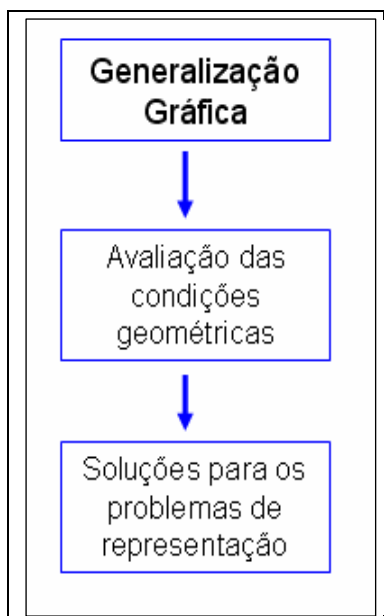 Generalização
Gráfica
Avaliação das
condições
geométricas
Soluções para os
problemas de
representação